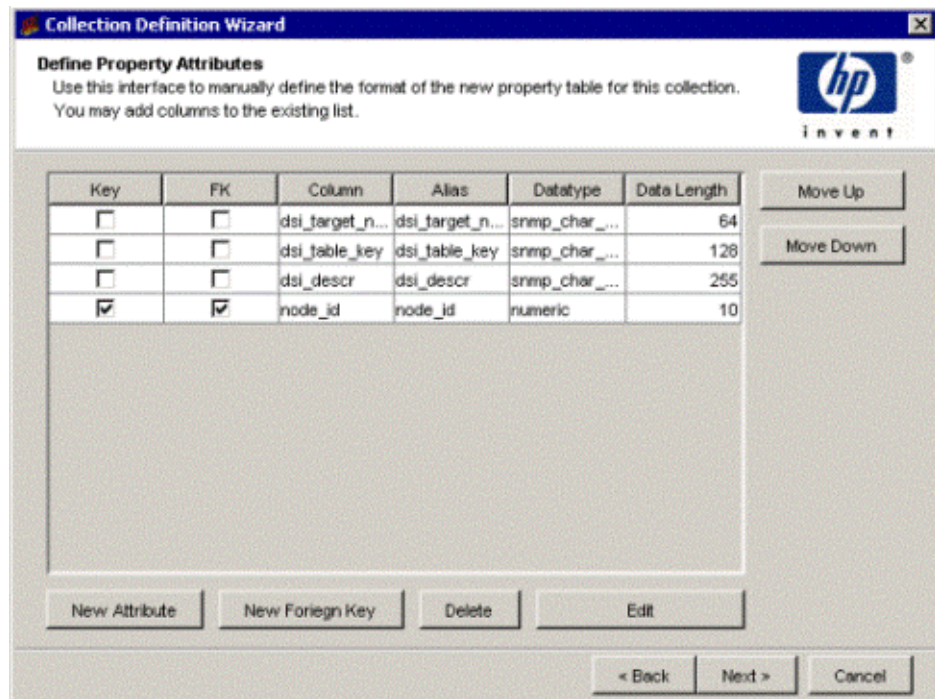 Collection Definition Wizard
Define Property Attributes
Use this interface to manually define the format of the new property table for this collection.
You may add columns to the existing list.
hp
®
invent
Key FK Column Alias Datatype Data Length
dsi_target_n... dsi_target_n... snmp_char_... 64
dsi_table_key dsi_table_key snmp_char_... 128
dsi_descr dsi_descr snmp_char_... 255
node_id node_id numeric 10
Move Up
Move Down
New Attribute New Foriegn Key Delete Edit
< Back Next > Cancel